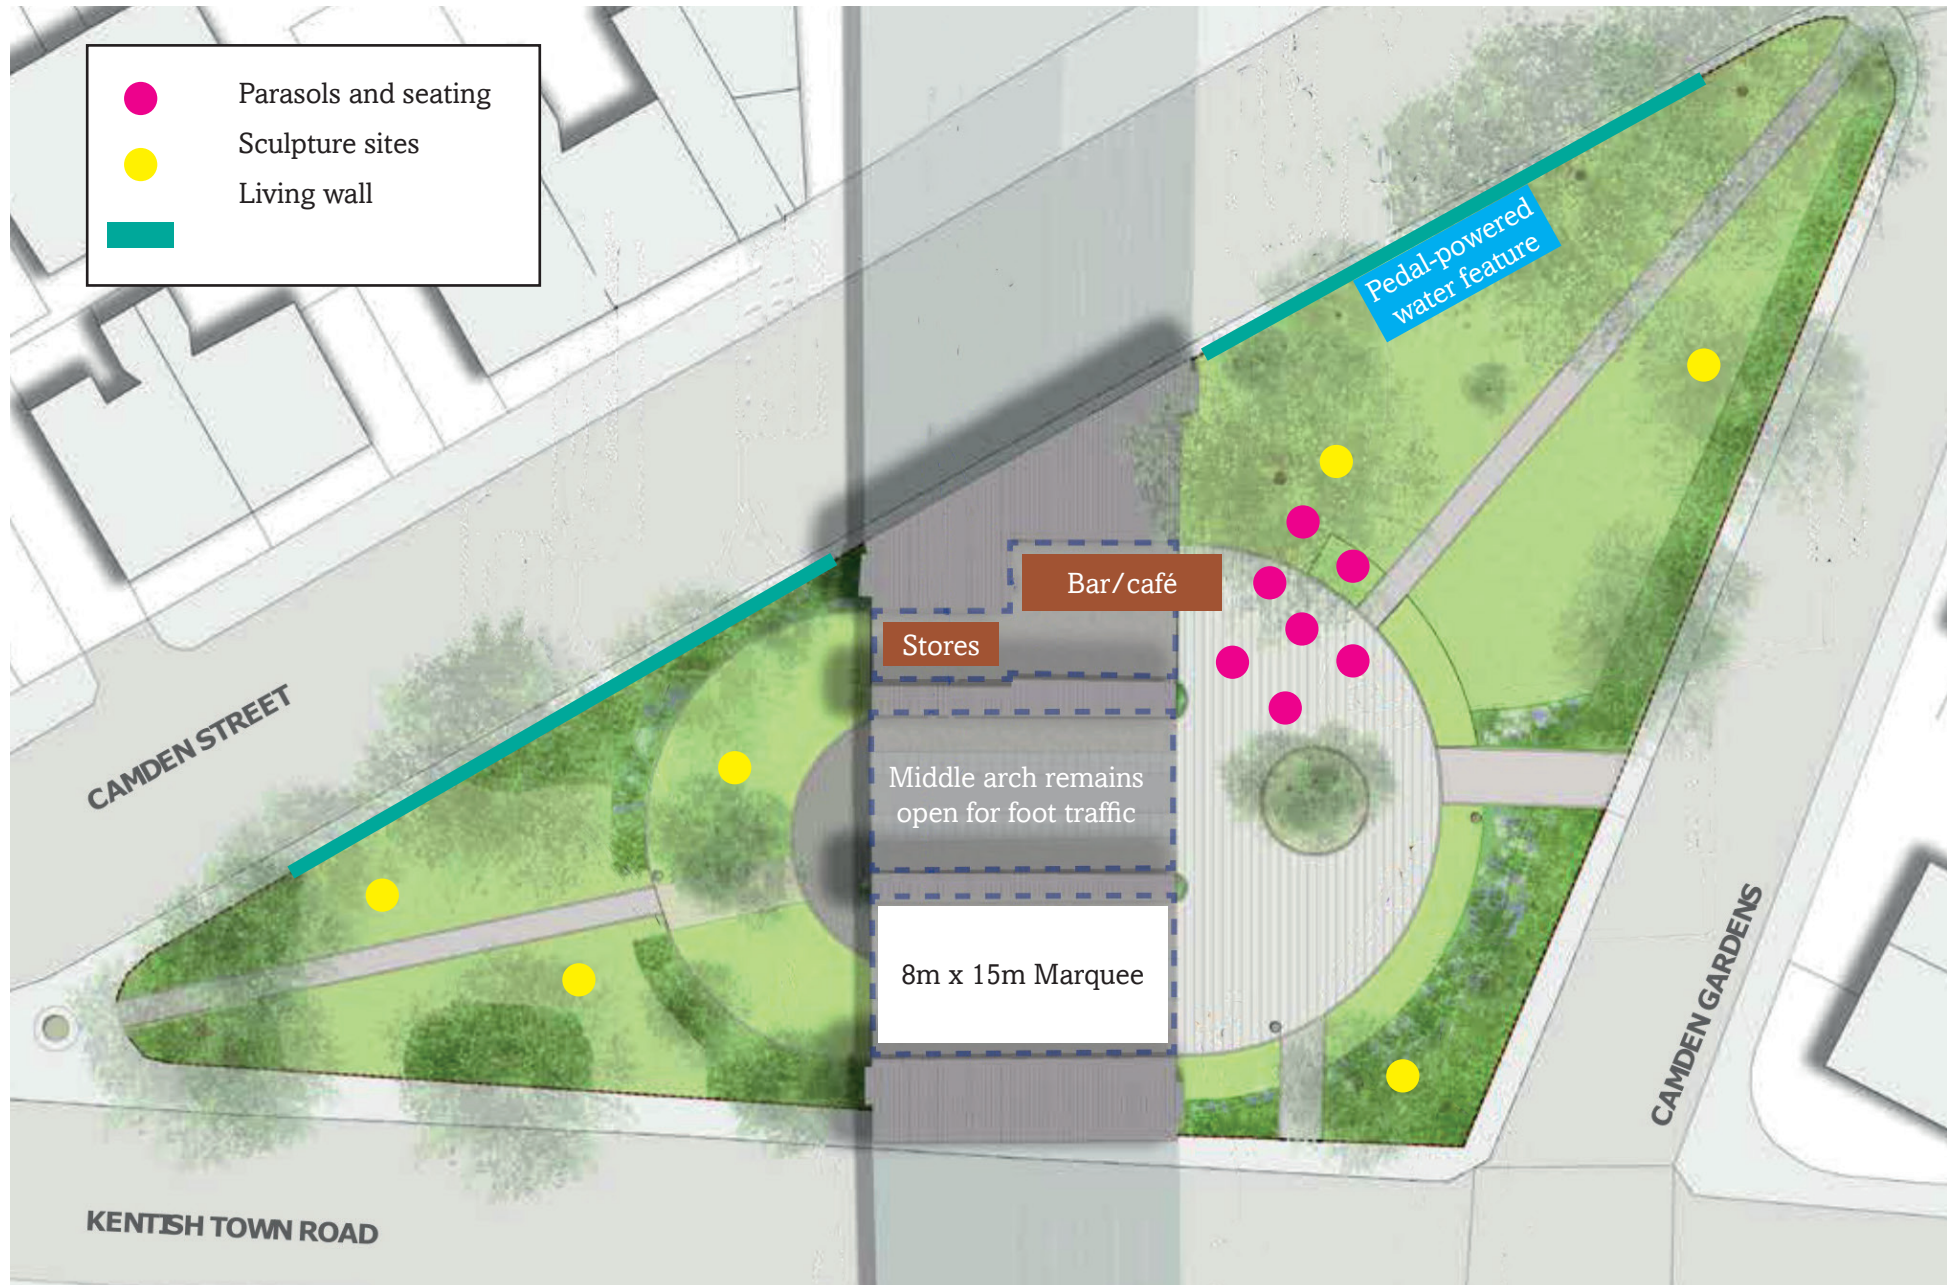 Parasols and seating
Sculpture sites
Living wall
Pedal-powered
water feature
Bar/café
Stores
Middle arch remains
open for foot traffic
8m x 15m Marquee
CAMDEN STREET
CAMDEN GARDENS
KENTISH TOWN ROAD